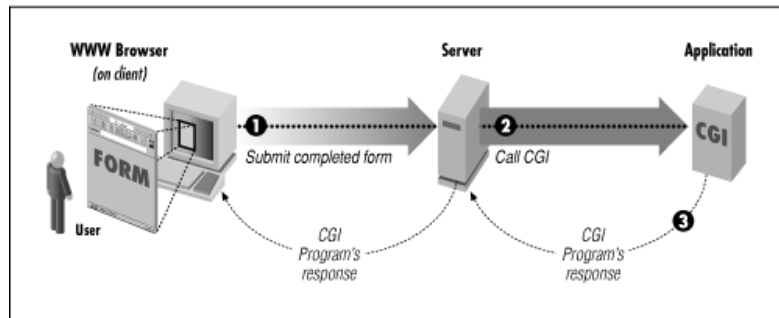 WWW Browser
(on client)
Server
Application
1
2
Submit completed form
Call CGI
FORM
CGI
User
3
CGI
Program's
response
CGI
Program's
response